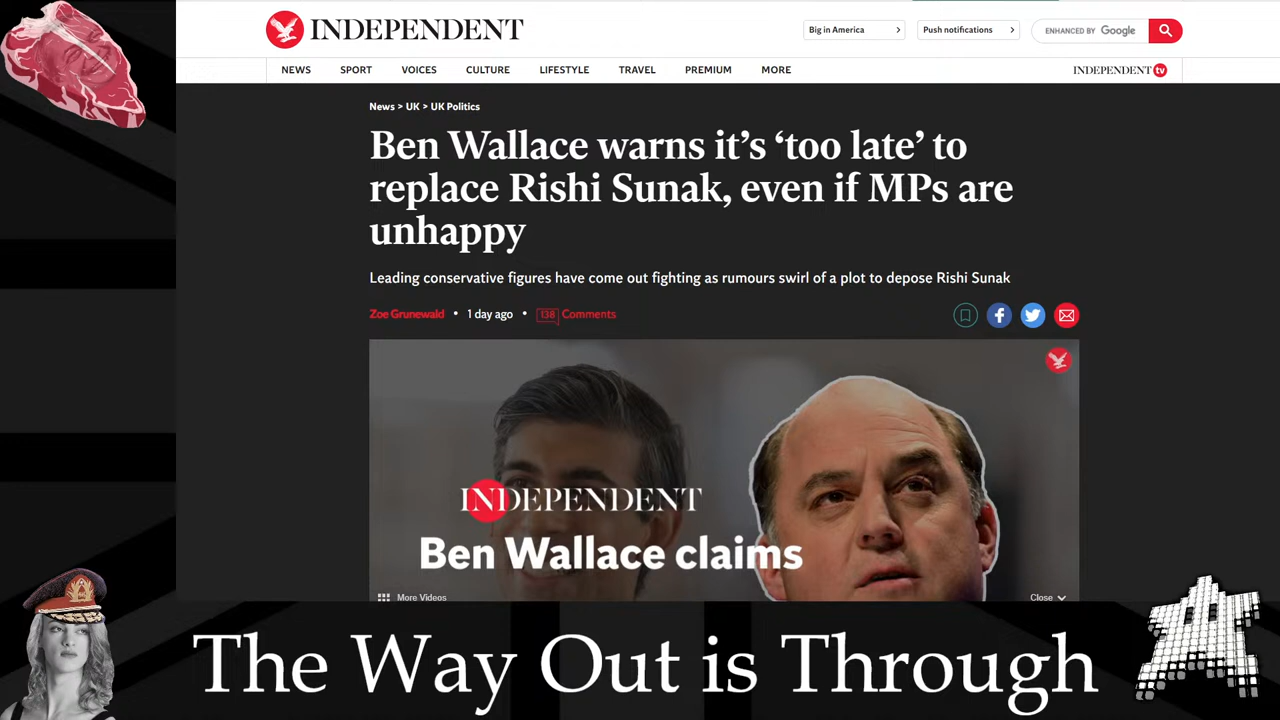 INDEPENDENT
Big in America
Push notifications
ENHANCED BY Google
NEWS SPORT VOICES CULTURE LIFESTYLE TRAVEL PREMIUM MORE
INDEPENDENT tv
News > UK > UK Politics
Ben Wallace warns it’s ‘too late’ to
replace Rishi Sunak, even if MPs are
unhappy
Leading conservative figures have come out fighting as rumours swirl of a plot to depose Rishi Sunak
Zoe Grunewald • 1 day ago • 138 Comments
INDEPENDENT
Ben Wallace claims
More Videos
Close
The Way Out is Through